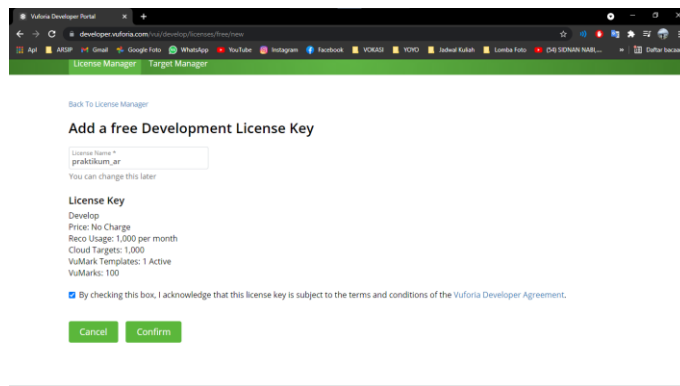 Vuforia Developer Portal
developer.vuforia.com/vui/develop/licenses/free/new
Apl ARSIP Gmail Google Foto WhatsApp YouTube Instagram Facebook VOKASI YOYO Jadwal Kuliah Lomba Foto (54) SIDNAN NABI,... » Daftar bacaan
License Manager Target Manager
Back To License Manager
Add a free Development License Key
License Name *
praktikum_ar
You can change this later
License Key
Develop
Price: No Charge
Reco Usage: 1,000 per month
Cloud Targets: 1,000
VuMark Templates: 1 Active
VuMarks: 100
By checking this box, I acknowledge that this license key is subject to the terms and conditions of the Vuforia Developer Agreement.
Cancel Confirm